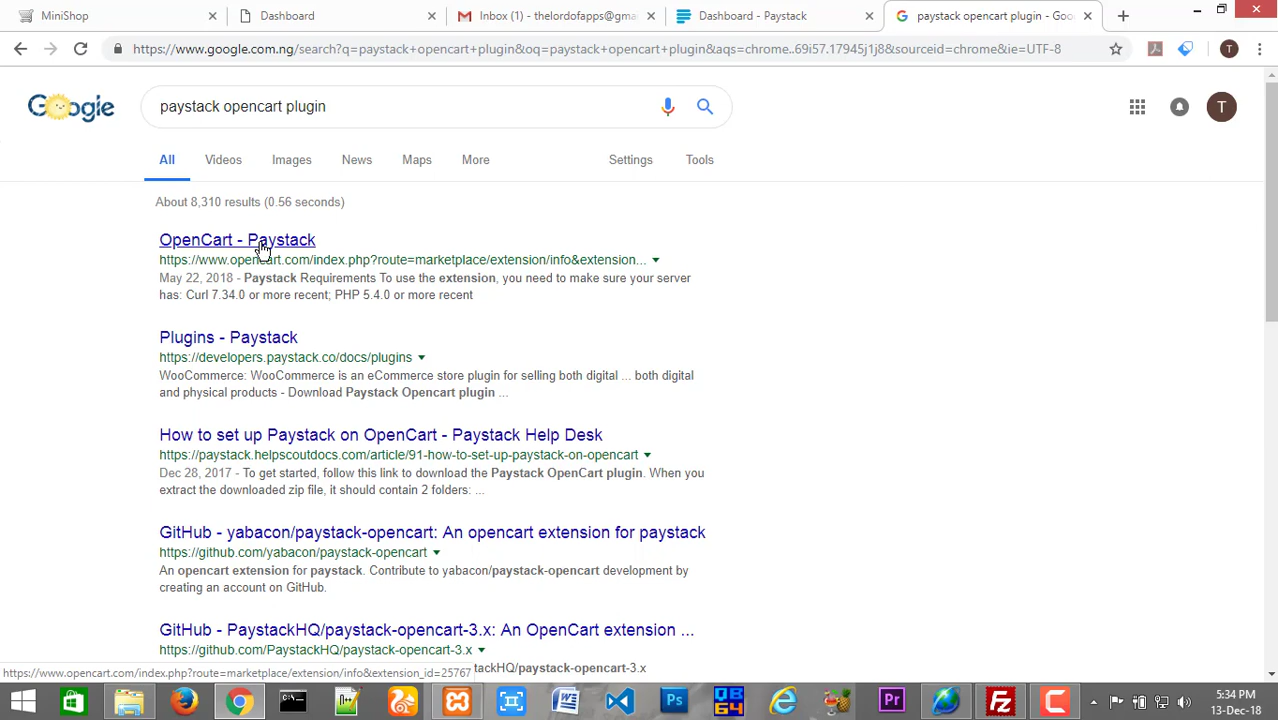 MiniShop
Dashboard
Inbox (1) - thelordofapps@gma
Dashboard - Paystack
paystack opencart plugin - Goo
https://www.google.com.ng/search?q=paystack+opencart+plugin&oq=paystack+opencart+plugin&aqs=chrome..69i57.17945j1j8&sourceid=chrome&ie=UTF-8
T
Google
paystack opencart plugin
T
All
Videos
Images
News
Maps
More
Settings
Tools
About 8,310 results (0.56 seconds)
OpenCart - Paystack
https://www.opencart.com/index.php?route=marketplace/extension/info&extension...
May 22, 2018 - Paystack Requirements To use the extension, you need to make sure your server
has: Curl 7.34.0 or more recent; PHP 5.4.0 or more recent
Plugins - Paystack
https://developers.paystack.co/docs/plugins
WooCommerce: WooCommerce is an eCommerce store plugin for selling both digital ... both digital
and physical products - Download Paystack Opencart plugin ...
How to set up Paystack on OpenCart - Paystack Help Desk
https://paystack.helpscoutdocs.com/article/91-how-to-set-up-paystack-on-opencart
Dec 28, 2017 - To get started, follow this link to download the Paystack OpenCart plugin. When you
extract the downloaded zip file, it should contain 2 folders: ...
GitHub - yabacon/paystack-opencart: An opencart extension for paystack
https://github.com/yabacon/paystack-opencart
An opencart extension for paystack. Contribute to yabacon/paystack-opencart development by
creating an account on GitHub.
GitHub - PaystackHQ/paystack-opencart-3.x: An OpenCart extension ...
https://github.com/PaystackHQ/paystack-opencart-3.x
stackHQ/paystack-opencart-3.x
https://www.opencart.com/index.php?route=marketplace/extension/info&extension_id=25767
QB
64
Ps
Pr
Fz
5:34 PM
13-Dec-18